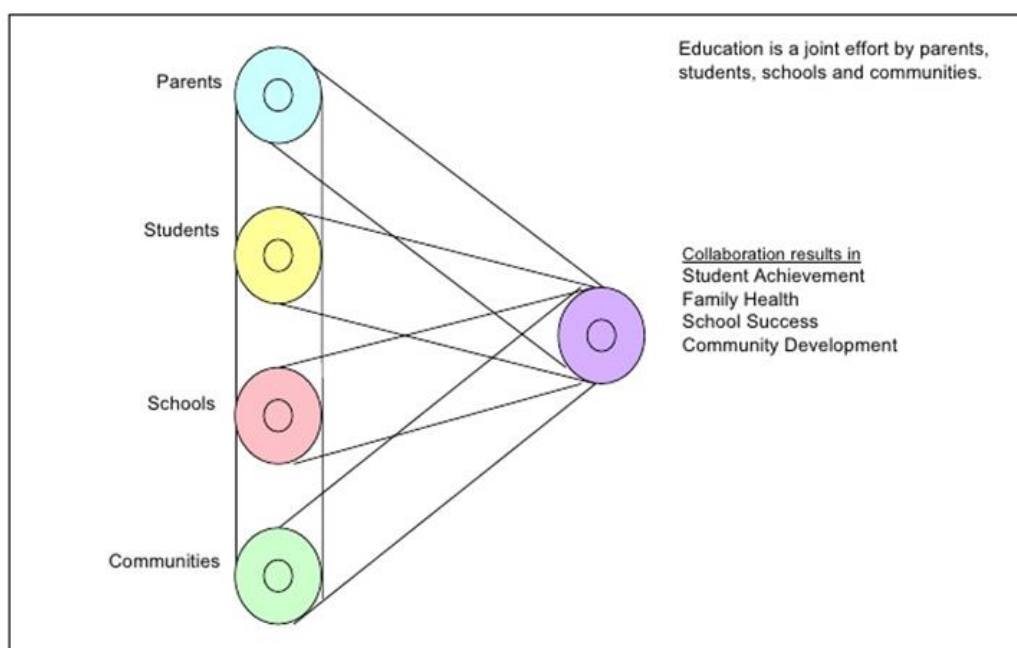 Education is a joint effort by parents,
students, schools and communities.
Parents
Students
Schools
Communities
Collaboration results in
Student Achievement
Family Health
School Success
Community Development